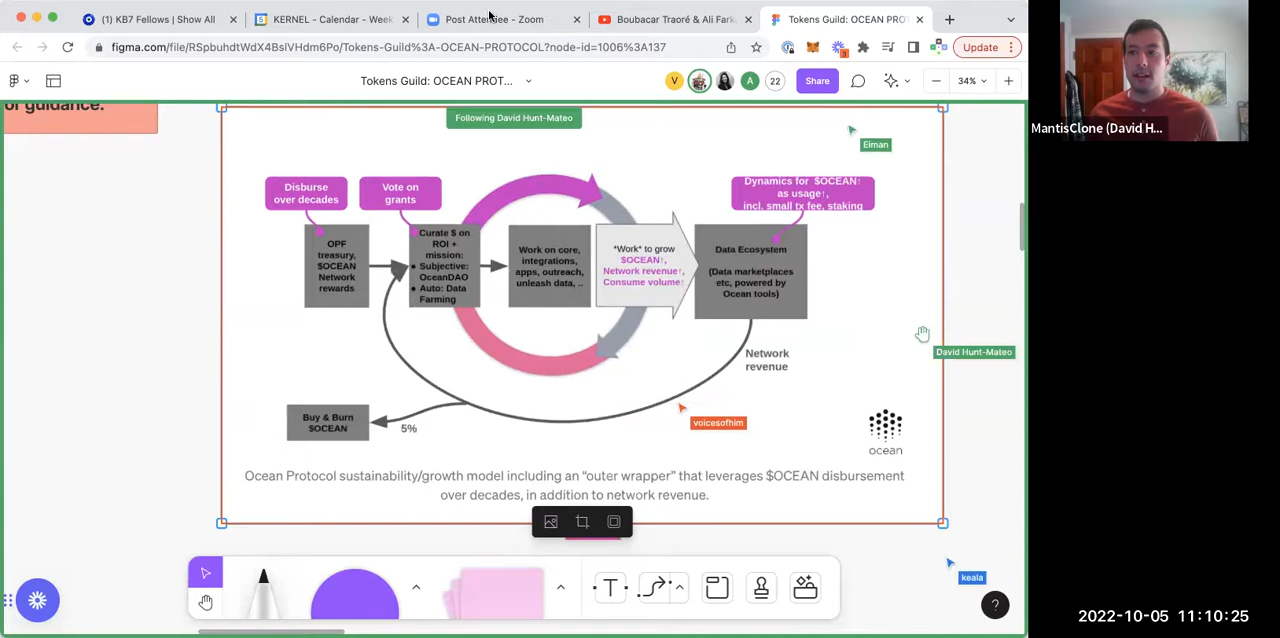 (1) KB7 Fellows | Show All
KERNEL - Calendar - Week
Post Attendee - Zoom
Boubacar Traoré & Ali Fark
Tokens Guild: OCEAN PRO
figma.com/file/RSpbuhdtWdX4BslVHdm6Po/Tokens-Guild%3A-OCEAN-PROTOCOL?node-id=1006%3A137
Update
Tokens Guild: OCEAN PROT...
V
A
22
Share
34%
or guidance.
Following David Hunt-Mateo
Eiman
Disburse
over decades
Vote on
grants
Dynamics for $OCEAN↑
as usage↑,
incl. small tx fee, staking
OPF
treasury,
$OCEAN
Network
rewards
Curate $ on
ROI +
mission:
• Subjective:
OceanDAO
• Auto: Data
Farming
Work on core,
integrations,
apps, outreach,
unleash data, ..
*Work* to grow
$OCEAN↑,
Network revenue↑,
Consume volume↑
Data Ecosystem
(Data marketplaces
etc, powered by
Ocean tools)
David Hunt-Mateo
Network
revenue
voicesofhim
Buy & Burn
$OCEAN
5%
ocean
Ocean Protocol sustainability/growth model including an “outer wrapper” that leverages $OCEAN disbursement
over decades, in addition to network revenue.
keala
T
?
MantisClone (David H...
2022-10-05 11:10:25